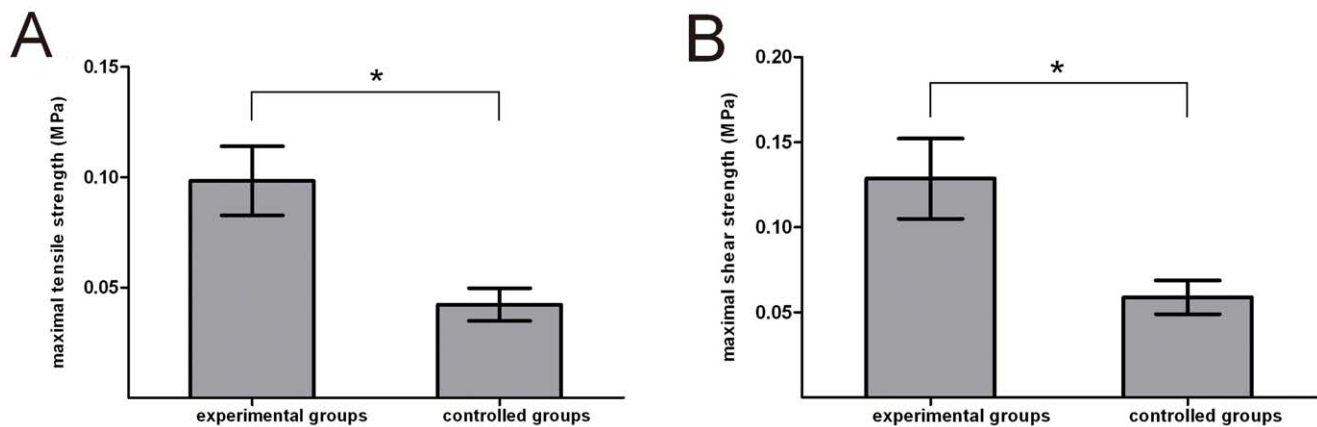 A
maximal tensile strength (MPa)
0.15
0.10
0.05
*
experimental groups
controlled groups
B
maximal shear strength (MPa)
0.20
0.15
0.10
0.05
*
experimental groups
controlled groups